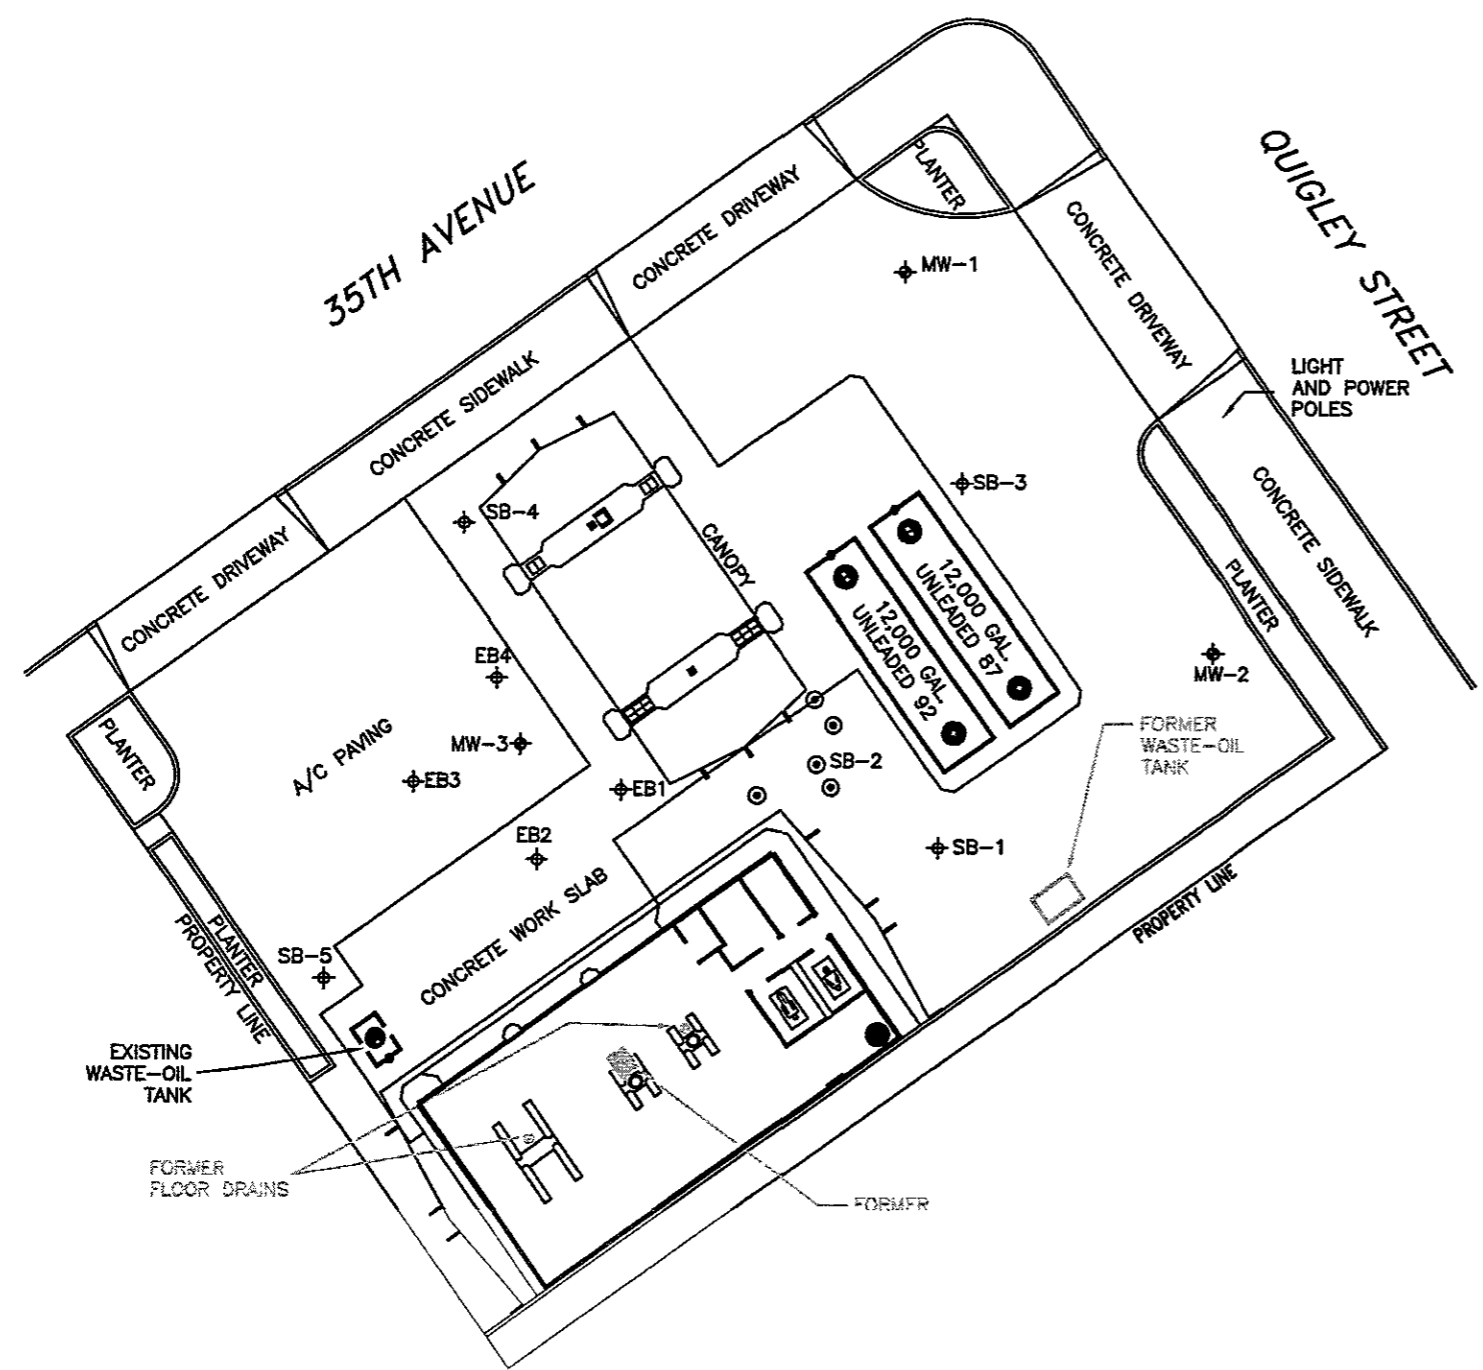 35TH AVENUE
QUIGLEY STREET
PLANTER
CONCRETE DRIVEWAY
CONCRETE DRIVEWAY
MW-1
LIGHT
AND POWER
POLES
CONCRETE SIDEWALK
SB-4
SB-3
CONCRETE SIDEWALK
CANOPY
CONCRETE DRIVEWAY
12,000 GAL.
UNLEADED 87
12,000 GAL.
UNLEADED 92
PLANTER
EB4
MW-2
PLANTER
A/C PAVING
MW-3
EB3
EB1
SB-2
FORMER
WASTE-OIL
TANK
EB2
SB-1
CONCRETE WORK SLAB
PROPERTY LINE
PLANTER
PROPERTY LINE
SB-5
EXISTING
WASTE-OIL
TANK
FORMER
FLOOR DRAINS
FORMER